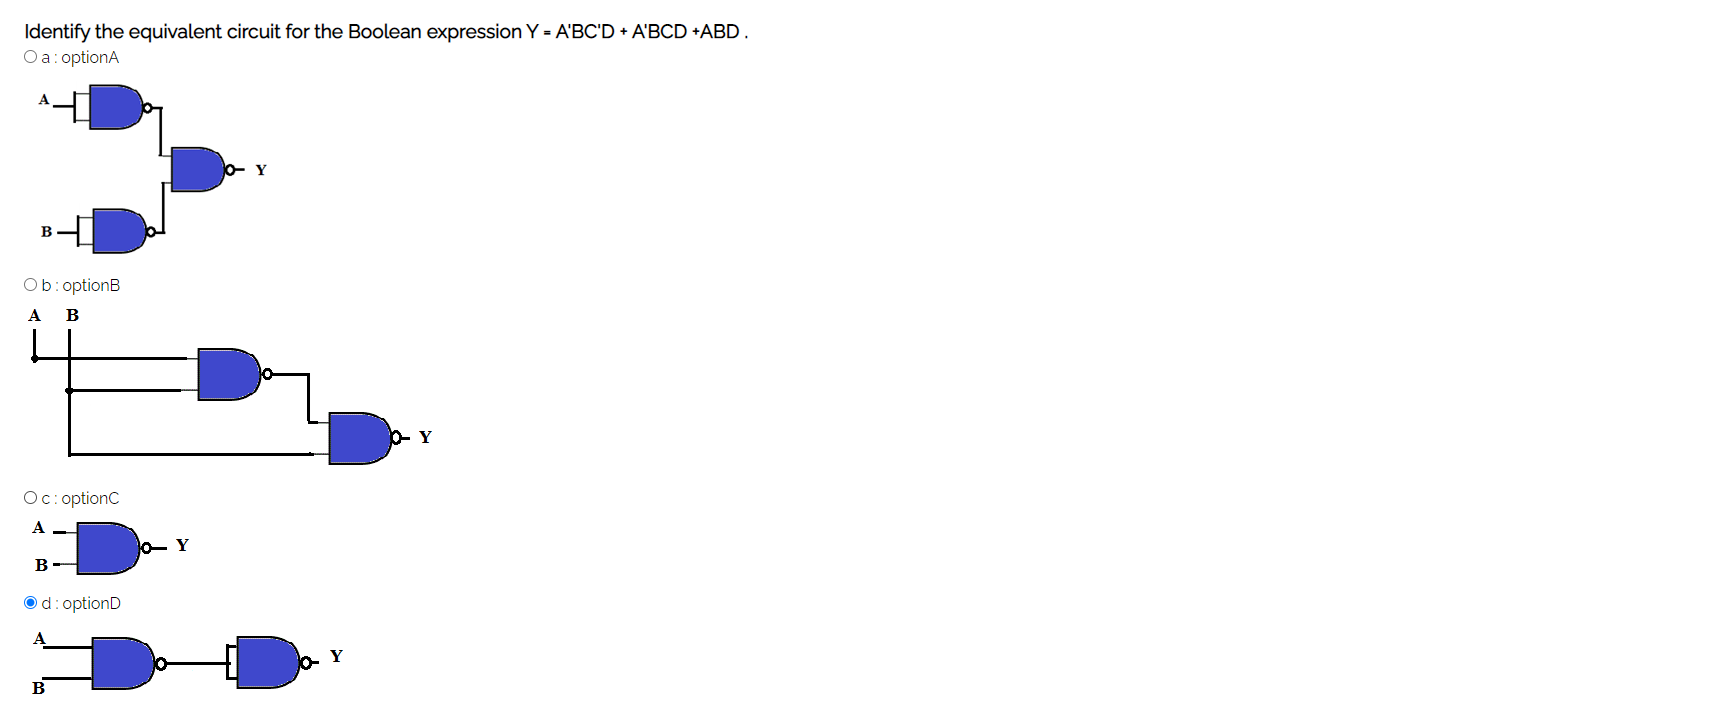 Identify the equivalent circuit for the Boolean expression Y = A'BC'D + A'BCD +ABD .
a : optionA
A
Y
B
b : optionB
A B
Y
c : optionC
A
Y
B
d : optionD
A
Y
B